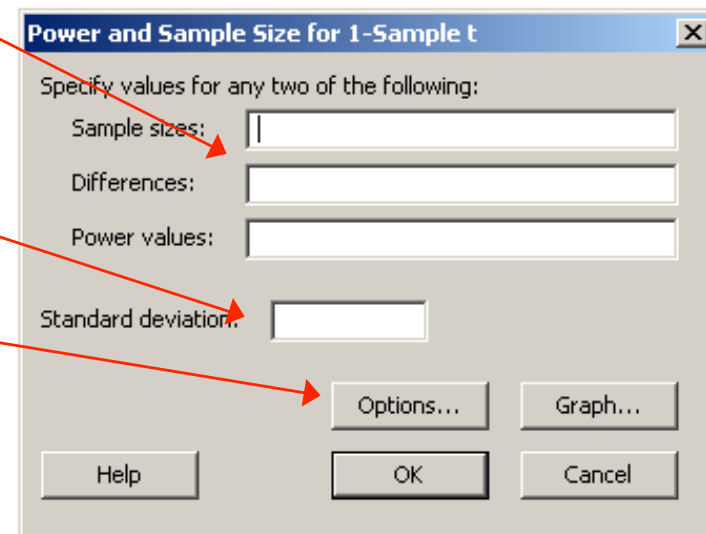 Power and Sample Size for 1-Sample t
Specify values for any two of the following:
Sample sizes:
Differences:
Power values:
Standard deviation:
Options... Graph...
Help OK Cancel